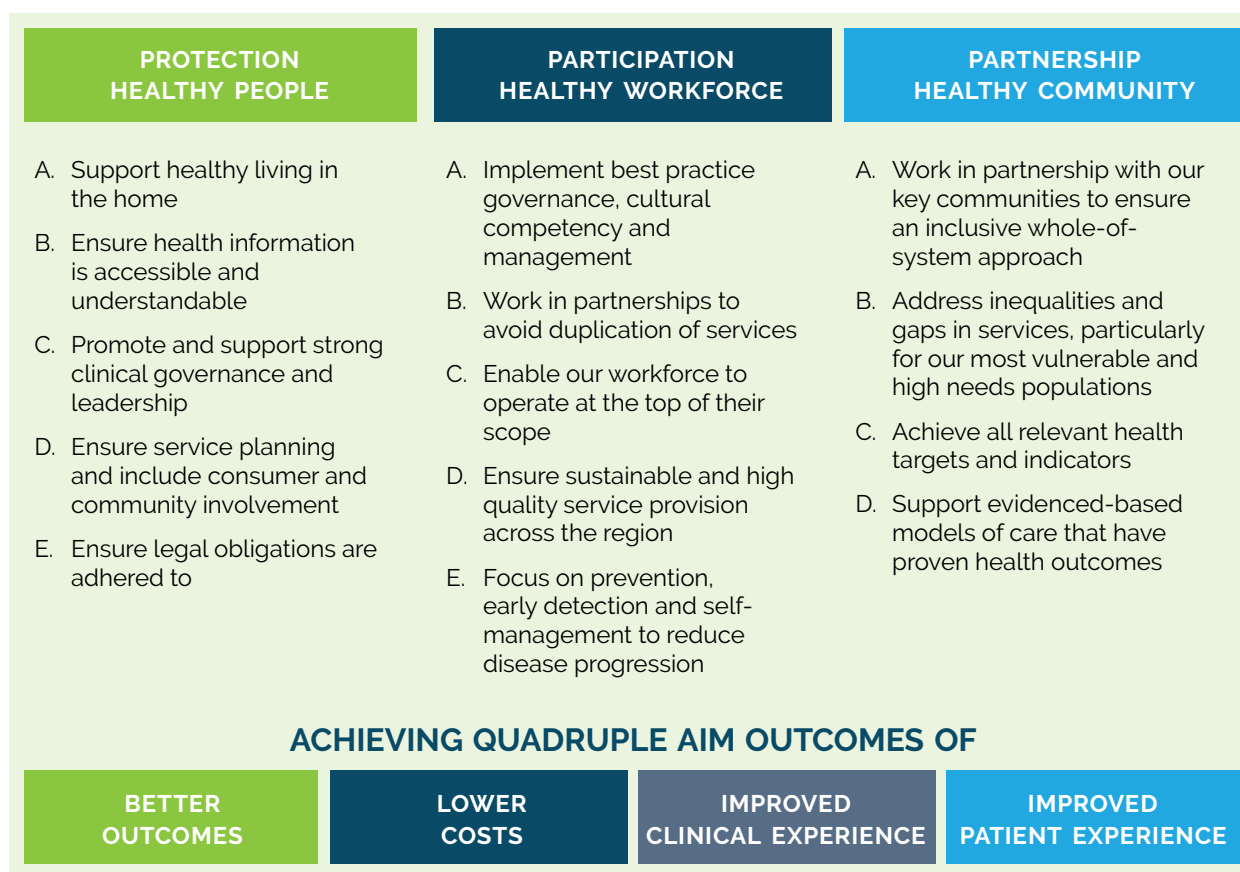 PROTECTION
HEALTHY PEOPLE
A. Support healthy living in
the home
B. Ensure health information
is accessible and
understandable
C. Promote and support strong
clinical governance and
leadership
D. Ensure service planning
and include consumer and
community involvement
E. Ensure legal obligations are
adhered to
PARTICIPATION
HEALTHY WORKFORCE
A. Implement best practice
governance, cultural
competency and
management
B. Work in partnerships to
avoid duplication of services
C. Enable our workforce to
operate at the top of their
scope
D. Ensure sustainable and high
quality service provision
across the region
E. Focus on prevention,
early detection and self-
management to reduce
disease progression
PARTNERSHIP
HEALTHY COMMUNITY
A. Work in partnership with our
key communities to ensure
an inclusive whole-of-
system approach
B. Address inequalities and
gaps in services, particularly
for our most vulnerable and
high needs populations
C. Achieve all relevant health
targets and indicators
D. Support evidenced-based
models of care that have
proven health outcomes
ACHIEVING QUADRUPLE AIM OUTCOMES OF
BETTER
OUTCOMES
LOWER
COSTS
IMPROVED
CLINICAL EXPERIENCE
IMPROVED
PATIENT EXPERIENCE